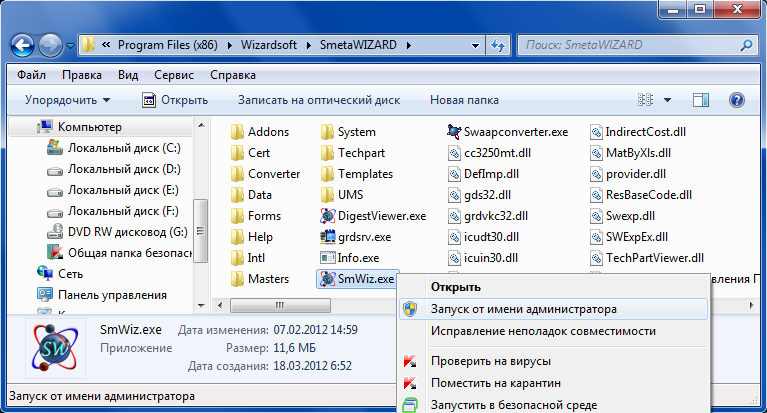 « Program Files (x86) ▸ Wizardsoft ▸ SmetaWIZARD ▸
Поиск: SmetaWIZARD
Файл Правка Вид Сервис Справка
Упорядочить Открыть Записать на оптический диск Новая папка
Компьютер
Локальный диск (C:)
Локальный диск (D:)
Локальный диск (E:)
Локальный диск (F:)
DVD RW дисковод (G:)
Общая папка безопас
Сеть
Панель управления
Addons
Cert
Converter
Data
Forms
Help
Intl
Masters
System
Techpart
Templates
UMS
DigestViewer.exe
grdsrv.exe
Info.exe
SmWiz.exe
Swaapconverter.exe
cc3250mt.dll
DefImp.dll
gds32.dll
grdvkc32.dll
icudt30.dll
icuin30.dll
IndirectCost.dll
MatByXls.dll
provider.dll
ResBaseCode.dll
Swexp.dll
SWExpEx.dll
TechPartViewer.dll
Открыть
Запуск от имени администратора
Исправление неполадок совместимости
Проверить на вирусы
Поместить на карантин
Запустить в безопасной среде
SmWiz.exe Дата изменения: 07.02.2012 14:59
Приложение Размер: 11,6 МБ
Дата создания: 18.03.2012 6:52
Запуск от имени администратора